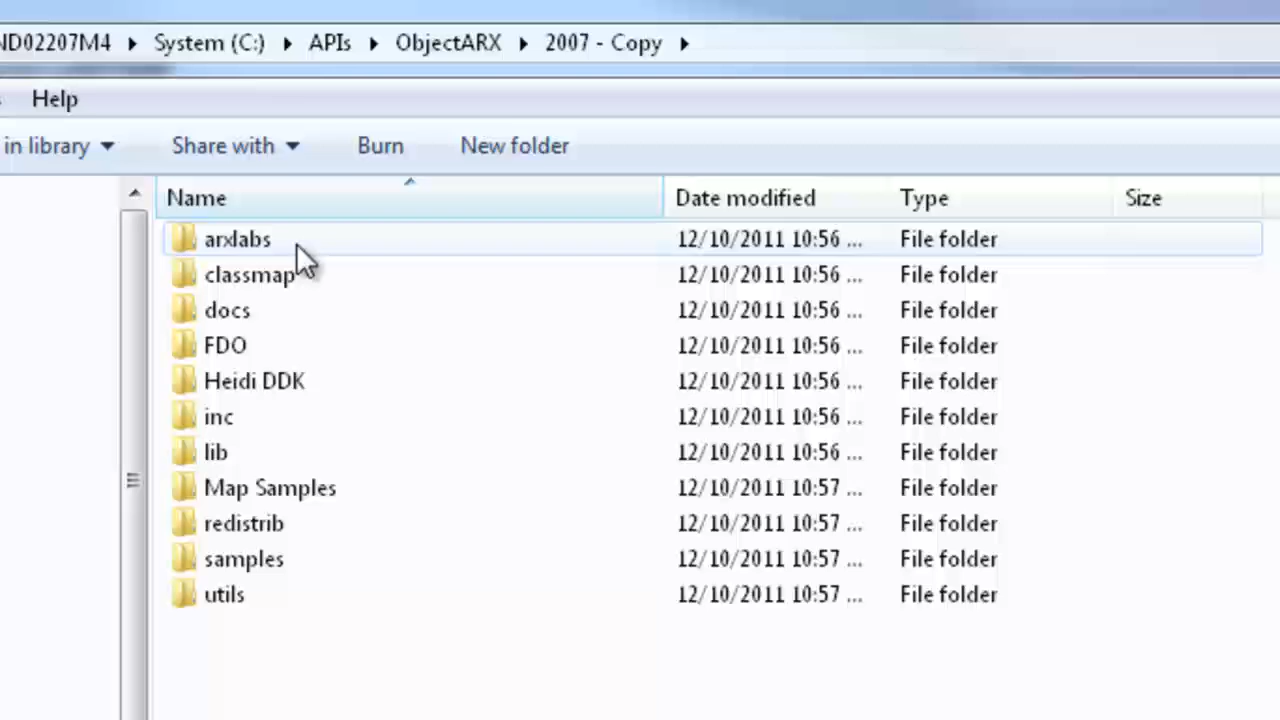 ND02207M4 System (C:) APIs ObjectARX 2007 - Copy
Help
in library Share with Burn New folder
Name Date modified Type Size
arxlabs 12/10/2011 10:56 ... File folder
classmap 12/10/2011 10:56 ... File folder
docs 12/10/2011 10:56 ... File folder
FDO 12/10/2011 10:56 ... File folder
Heidi DDK 12/10/2011 10:56 ... File folder
inc 12/10/2011 10:56 ... File folder
lib 12/10/2011 10:56 ... File folder
Map Samples 12/10/2011 10:57 ... File folder
redistrib 12/10/2011 10:57 ... File folder
samples 12/10/2011 10:57 ... File folder
utils 12/10/2011 10:57 ... File folder